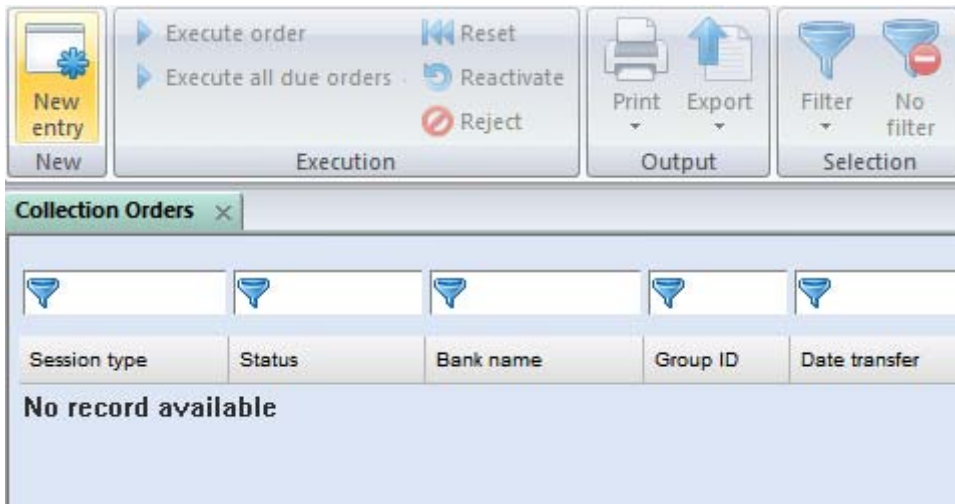 New entry
Execute order
Execute all due orders
Reset
Reactivate
Reject
Print
Export
Filter
No filter
New
Execution
Output
Selection
Collection Orders
Session type
Status
Bank name
Group ID
Date transfer
No record available